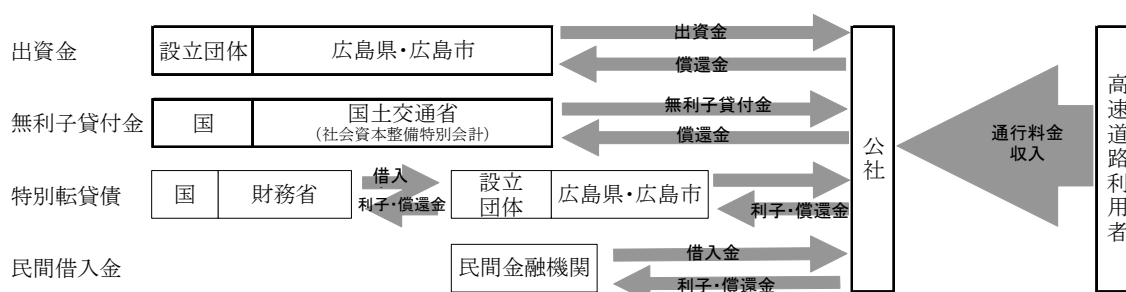 出資金
設立団体
広島県・広島市
出資金
償還金
無利子貸付金
国
国土交通省
(社会資本整備特別会計)
無利子貸付金
償還金
特別転貸債
国
財務省
借入
利子・償還金
設立
団体
広島県・広島市
利子・償還金
民間借入金
民間金融機関
借入金
利子・償還金
公社
通行料金
収入
高速道路利用者